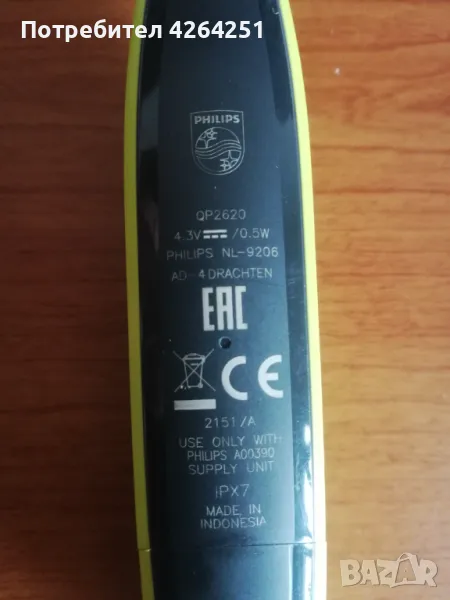 Потребител 4264251
PHILIPS
QP2620
4.3V⎓/0.5W
PHILIPS NL-9206
AD-4 DRACHTEN
EAC
CE
2151/A
USE ONLY WITH
PHILIPS A00390
SUPPLY UNIT
iPX7
MADE IN
INDONESIA
BAZAR